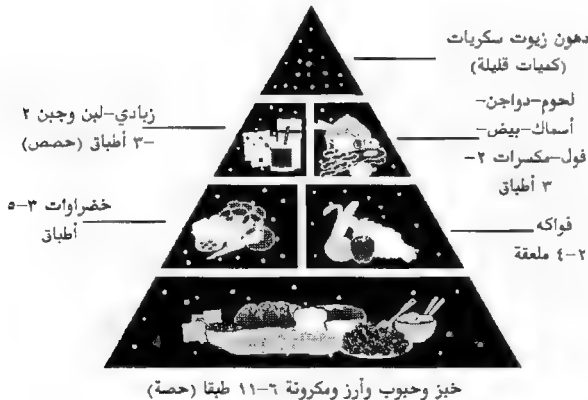 دهون زيوت سكريات
(كميات قليلة)
لحوم-دواجن-
أسماك-بيض-
فول-مكسرات ٢-
٣ أطباق
زبادي-لبن وجبن ٢
-٣ أطباق (حصص)
فواكه
٢-٤ ملعقة
خضراوات ٣-٥
أطباق
خبز وحبوب وأرز ومكرونة ٦-١١ طبقا (حصة)